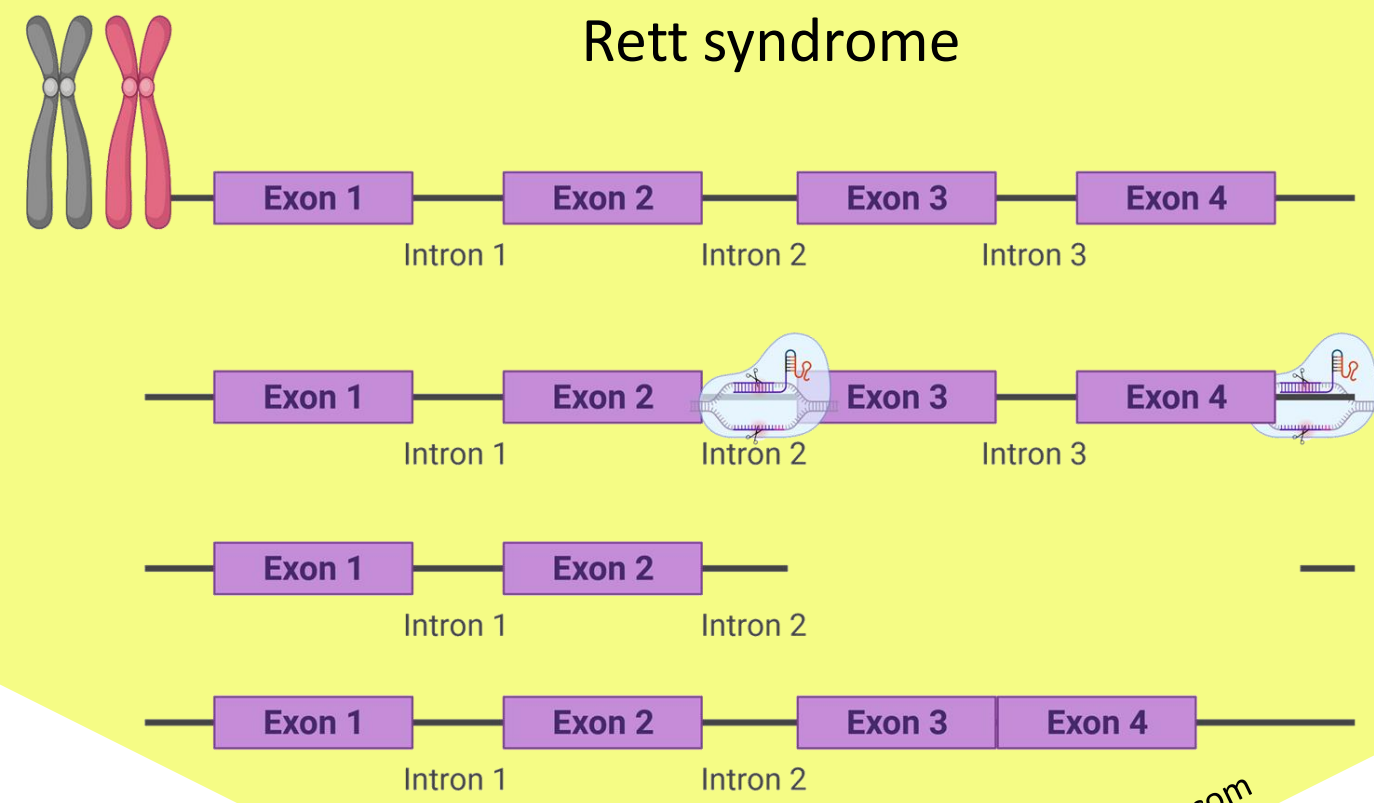 Rett syndrome
Exon 1 Exon 2 Exon 3 Exon 4
Intron 1 Intron 2 Intron 3
Exon 1 Exon 2 Exon 3 Exon 4
Intron 1 Intron 2 Intron 3
Exon 1 Exon 2
Intron 1 Intron 2
Exon 1 Exon 2 Exon 3 Exon 4
Intron 1 Intron 2